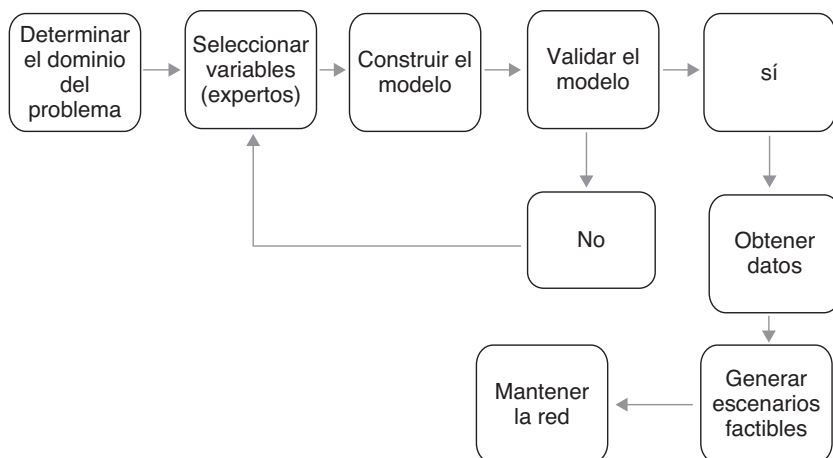 Determinar
el dominio
del
problema
Seleccionar
variables
(expertos)
Construir el
modelo
Validar el
modelo
sí
No
Obtener
datos
Mantener
la red
Generar
escenarios
factibles